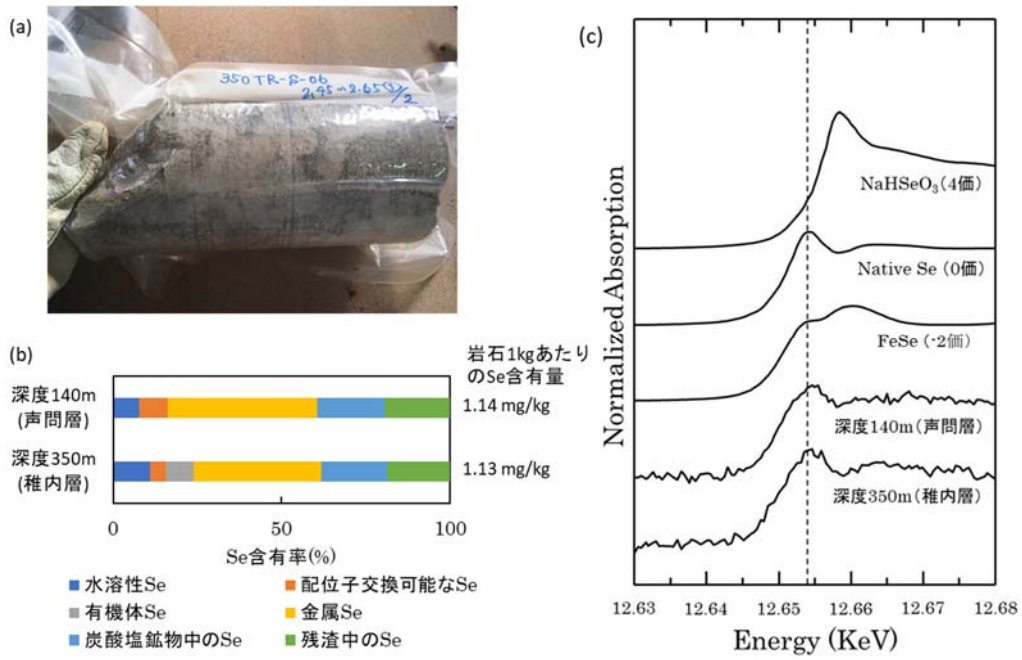 (a)
350TR-S-06
2.45~2.65②/2
(b)
岩石1kgあたり
のSe含有量
深度140m
(声問層)
1.14 mg/kg
深度350m
(稚内層)
1.13 mg/kg
0
50
100
Se含有率(%)
水溶性Se
配位子交換可能なSe
有機体Se
金属Se
炭酸塩鉱物中のSe
残渣中のSe
(c)
Normalized Absorption
NaHSeO₃(4価)
Native Se (0価)
FeSe (-2価)
深度140m(声問層)
深度350m(稚内層)
12.63
12.64
12.65
12.66
12.67
12.68
Energy (KeV)